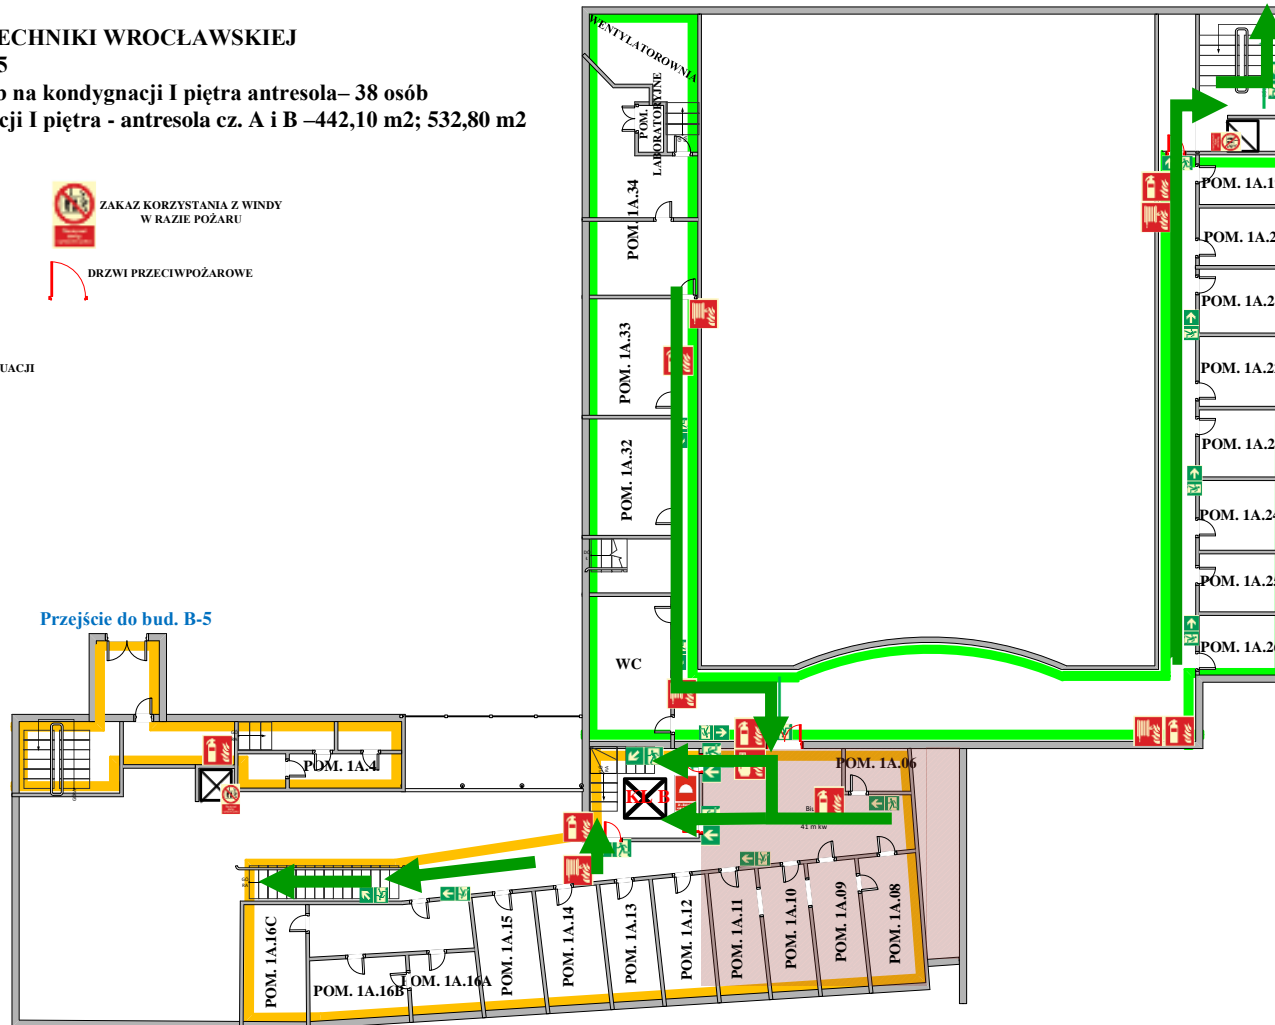 ECHNIKI WROCŁAWSKIEJ
5
o na kondygnacji I piętra antresola– 38 osób
cji I piętra - antresola cz. A i B –442,10 m2; 532,80 m2
ZAKAZ KORZYSTANIA Z WINDY
W RAZIE POŻARU
DRZWI PRZECIWPOŻAROWE
UACJI
WENTYLATOROWNIA
POM.
LABORATORYJNE
POM. 1A.34
POM. 1A.33
POM. 1A.32
WC
POM. 1A.1
POM. 1A.2
POM. 1A.2
POM. 1A.2
POM. 1A.2
POM. 1A.24
POM. 1A.2
POM. 1A.26
Przejście do bud. B-5
POM. 1A.4
KL B
POM. 1A.06
41 m kw
POM. 1A.16C
POM. 1A.16B
OM. 1A.16A
POM. 1A.15
POM. 1A.14
POM. 1A.13
POM. 1A.12
POM. 1A.11
POM. 1A.10
POM. 1A.09
POM. 1A.08